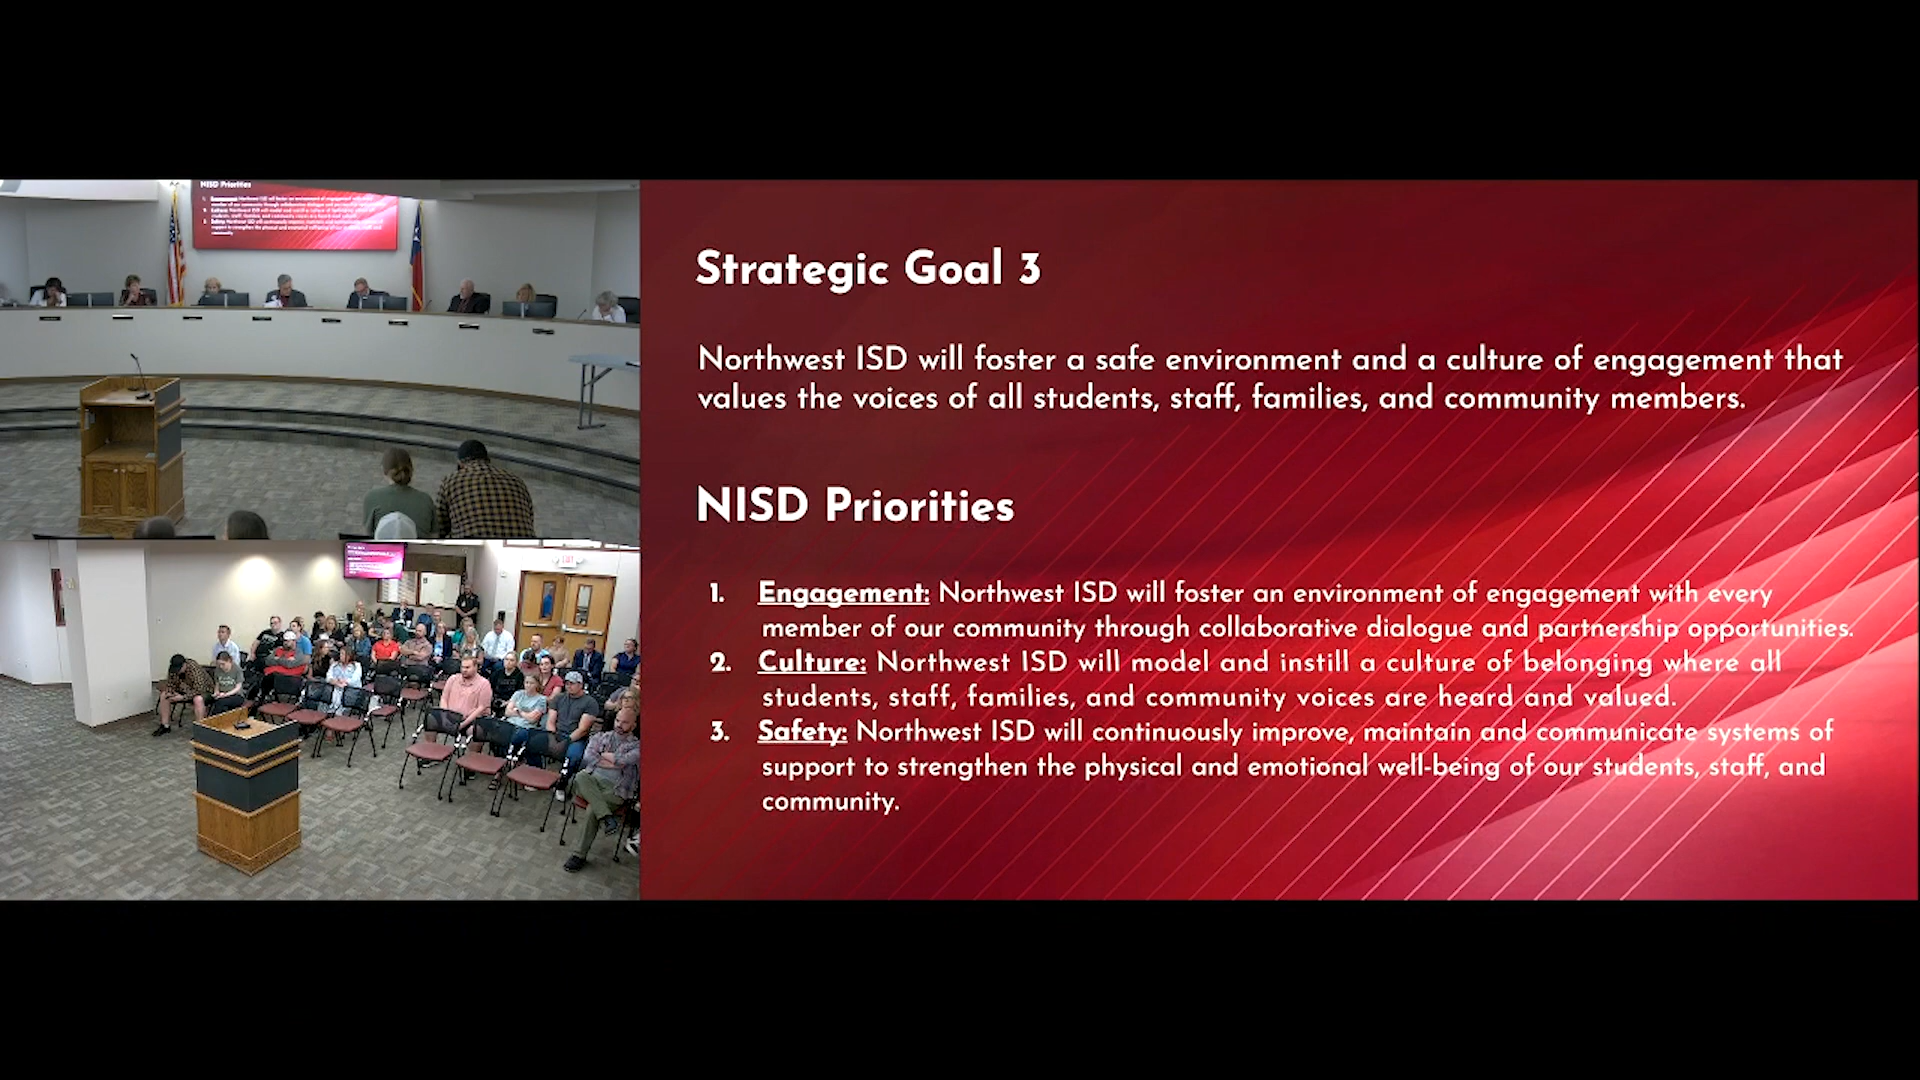 Strategic Goal 3
Northwest ISD will foster a safe environment and a culture of engagement that
values the voices of all students, staff, families, and community members.
NISD Priorities
1. Engagement: Northwest ISD will foster an environment of engagement with every
member of our community through collaborative dialogue and partnership opportunities.
2. Culture: Northwest ISD will model and instill a culture of belonging where all
students, staff, families, and community voices are heard and valued.
3. Safety: Northwest ISD will continuously improve, maintain and communicate systems of
support to strengthen the physical and emotional well-being of our students, staff, and
community.
NISD Priorities
EXIT